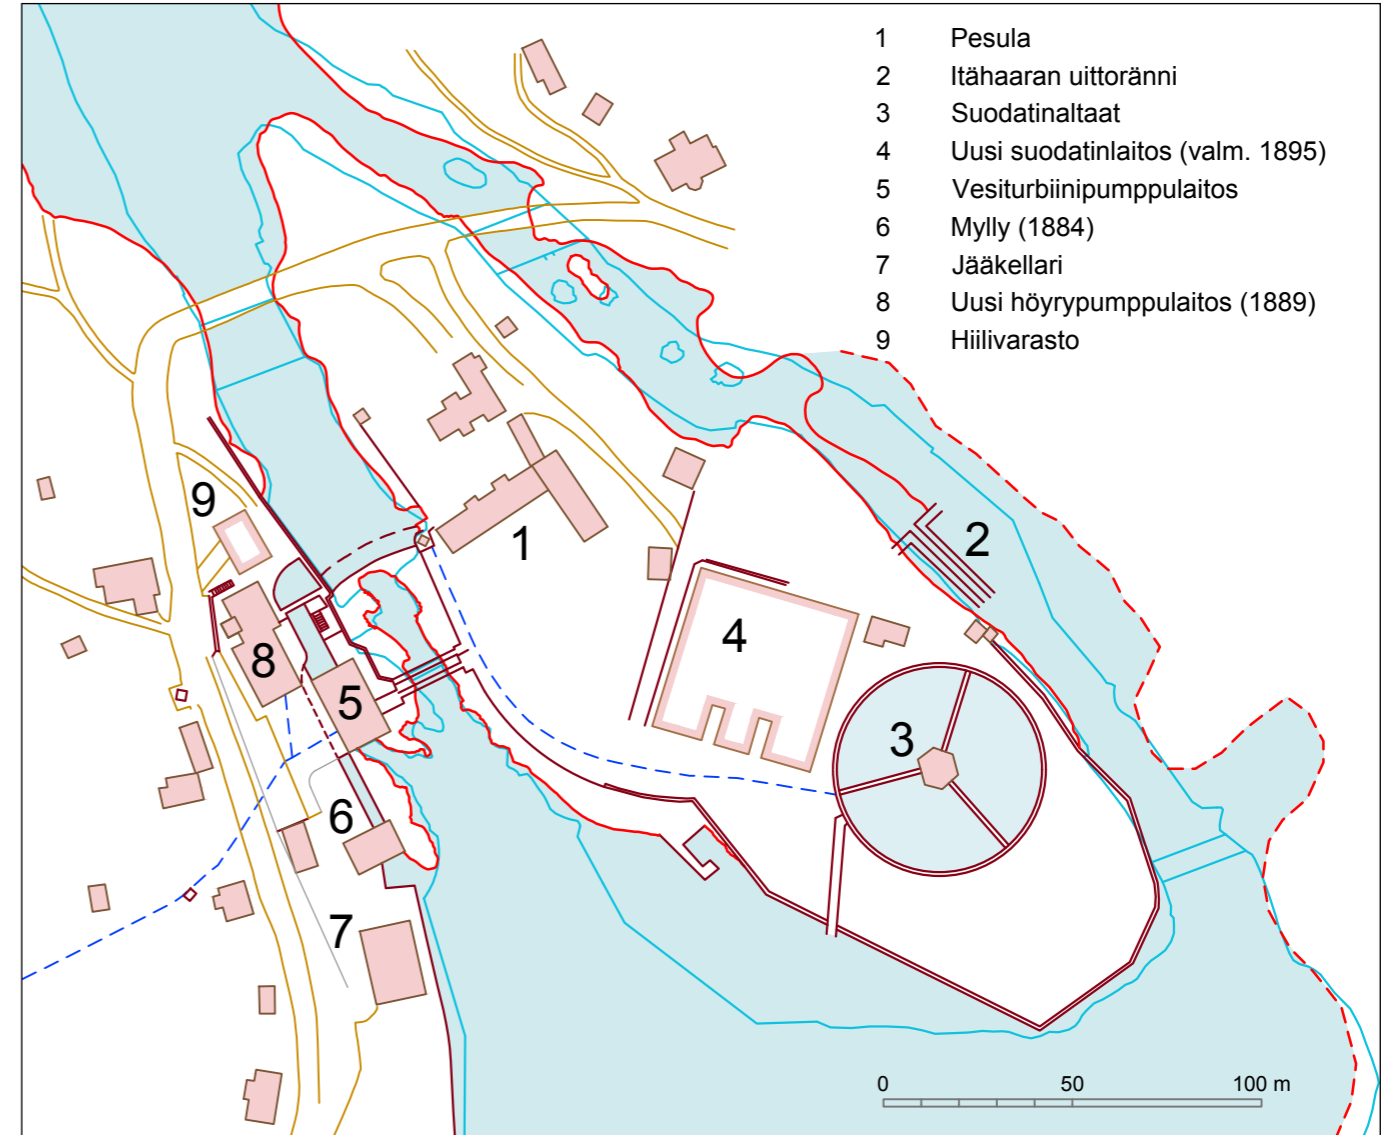 1 Pesula
2 Itähaaran uittoränni
3 Suodatinaltaat
4 Uusi suodatinlaitos (valm. 1895)
5 Vesiturbiinipumppulaitos
6 Mylly (1884)
7 Jääkellari
8 Uusi höyrypumppulaitos (1889)
9 Hiilivarasto
9
1
2
4
8
5
3
6
7
0 50 100 m